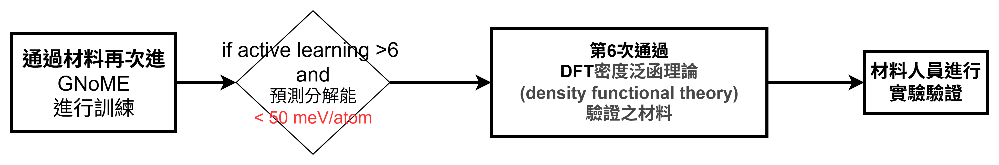 通過材料再次進
GNoME
進行訓練
if active learning >6
and
預測分解能
< 50 meV/atom
第6次通過
DFT密度泛函理論
(density functional theory)
驗證之材料
材料人員進行
實驗驗證